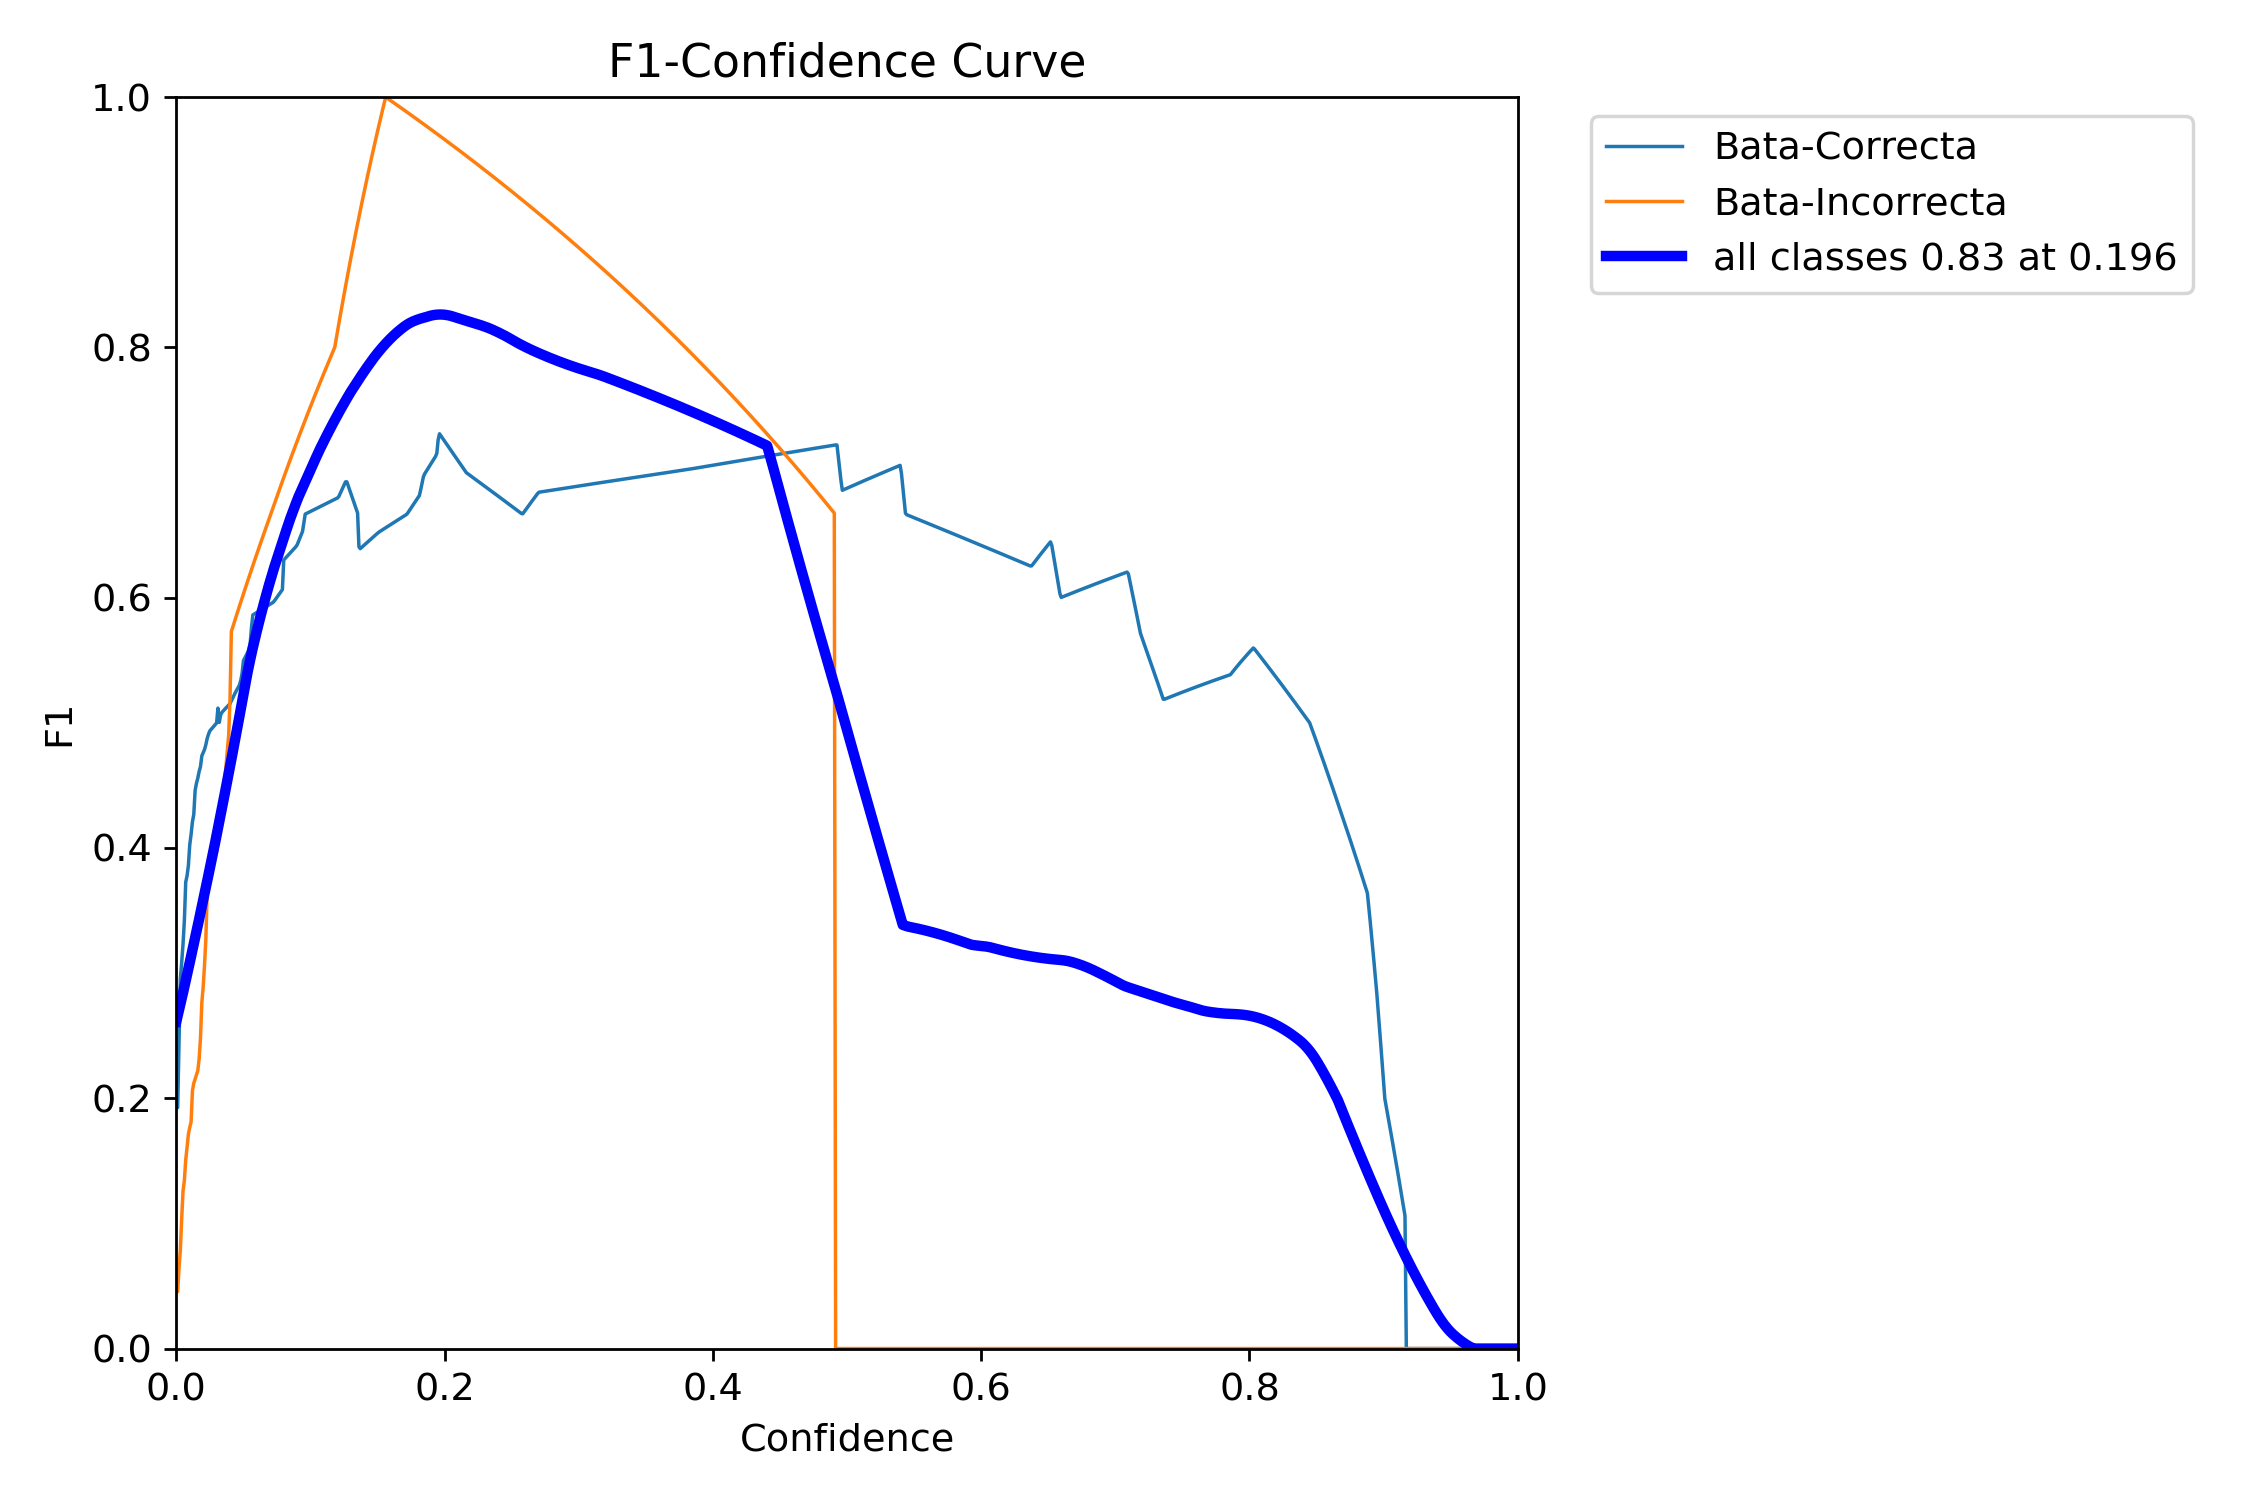 F1-Confidence Curve
1.0
0.8
0.6
0.4
0.2
0.0
F1
0.0 0.2 0.4 0.6 0.8 1.0
Confidence
Bata-Correcta
Bata-Incorrecta
all classes 0.83 at 0.196